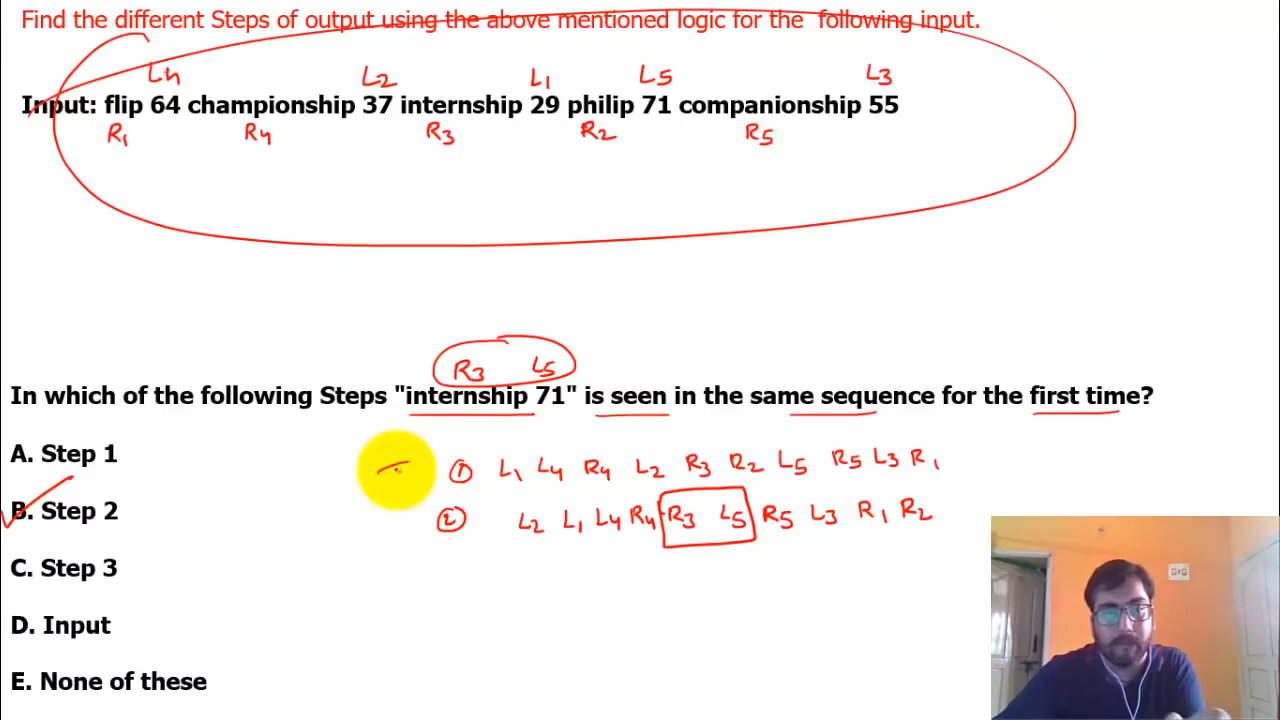 Find the different Steps of output using the above mentioned logic for the following input.
L4 L2 L1 L5 L3
Input: flip 64 championship 37 internship 29 philip 71 companionship 55
R1 R4 R3 R2 R5
R3 L5
In which of the following Steps "internship 71" is seen in the same sequence for the first time?
A. Step 1
① L1 L4 R4 L2 R3 R2 L5 R5 L3 R1
B. Step 2
② L2 L1 L4 R4 R3 L5 R5 L3 R1 R2
C. Step 3
D. Input
E. None of these